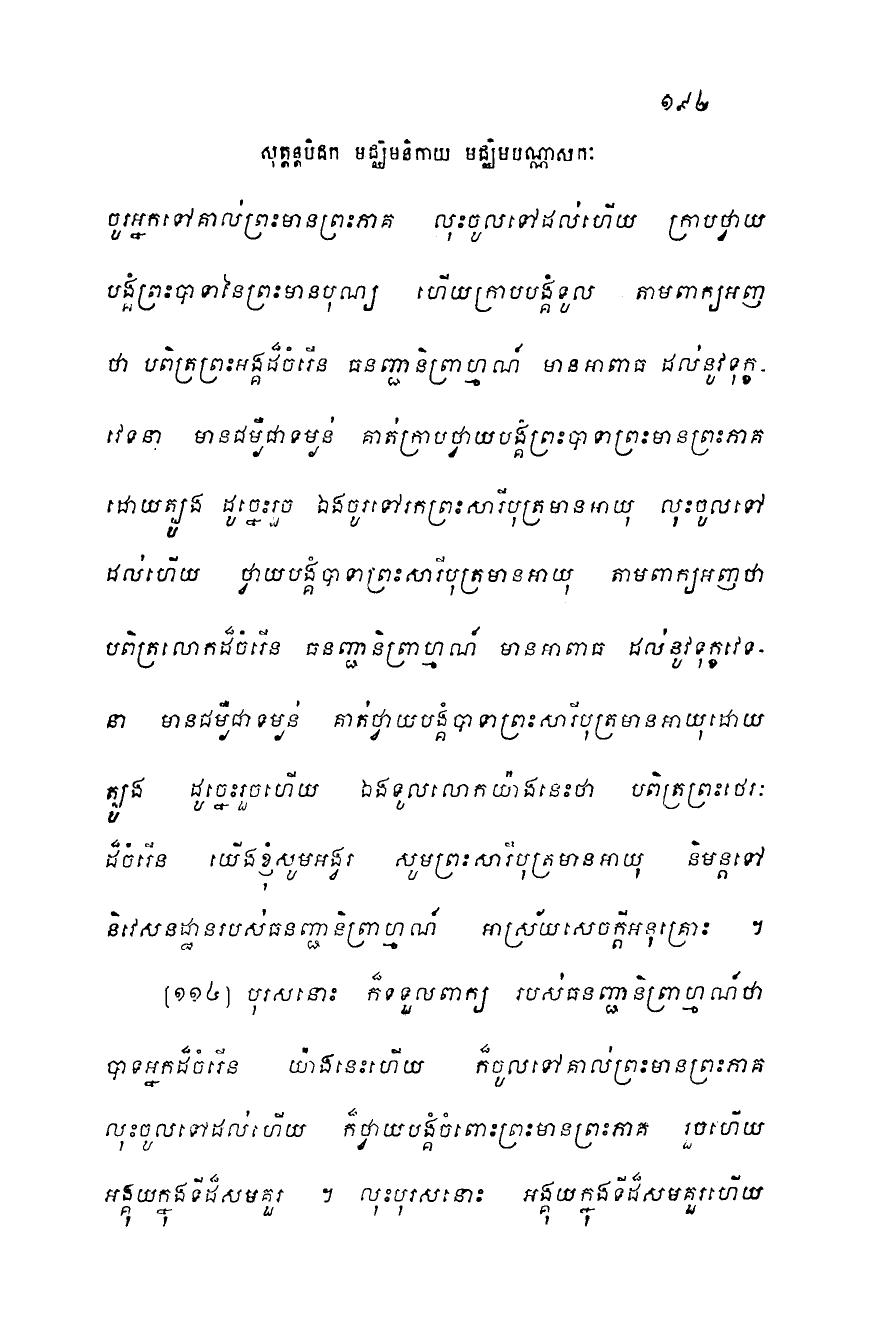 ១៩៤
សុត្តន្តបិដក មជ្ឈិមនិកាយ មជ្ឈិមបណ្ណាសកៈ
ចូរអ្នកទៅគាល់ព្រះមានព្រះភាគ លុះចូលទៅដល់ហើយ ក្រាបថ្វាយ
បង្គំព្រះបាទានៃព្រះមានបុណ្យ ហើយក្រាបបង្គំទូល តាមពាក្យអញ
ថា បពិត្រព្រះអង្គដ៏ចំរើន ធនញ្ជានិព្រាហ្មណ៍ មានអាពាធ ដល់នូវទុក្ខ-
វេទនា មានជម្ងឺជាទម្ងន់ គាត់ក្រាបថ្វាយបង្គំព្រះបាទាព្រះមានព្រះភាគ
ដោយត្បូង ដូច្នេះរួច ឯងចូរទៅរកព្រះសារីបុត្រមានអាយុ លុះចូលទៅ
ដល់ហើយ ថ្វាយបង្គំបាទាព្រះសារីបុត្រមានអាយុ តាមពាក្យអញថា
បពិត្រលោកដ៏ចំរើន ធនញ្ជានិព្រាហ្មណ៍ មានអាពាធ ដល់នូវទុក្ខវេទ-
នា មានជម្ងឺជាទម្ងន់ គាត់ថ្វាយបង្គំបាទាព្រះសារីបុត្រមានអាយុដោយ
ត្បូង ដូច្នេះរួចហើយ ឯងទូលលោកយ៉ាងនេះថា បពិត្រព្រះថេរៈ
ដ៏ចំរើន យើងខ្ញុំសូមអង្វរ សូមព្រះសារីបុត្រមានអាយុ និមន្តទៅ
និវេសនដ្ឋានរបស់ធនញ្ជានិព្រាហ្មណ៍ អាស្រ័យសេចក្តីអនុគ្រោះ ។
[១១៤] បុរសនោះ ក៏ទទួលពាក្យ របស់ធនញ្ជានិព្រាហ្មណ៍ថា
បាទអ្នកដ៏ចំរើន យ៉ាងនេះហើយ ក៏ចូលទៅគាល់ព្រះមានព្រះភាគ
លុះចូលទៅដល់ហើយ ក៏ថ្វាយបង្គំចំពោះព្រះមានព្រះភាគ រួចហើយ
អង្គុយក្នុងទីដ៏សមគួរ ។ លុះបុរសនោះ អង្គុយក្នុងទីដ៏សមគួរហើយ